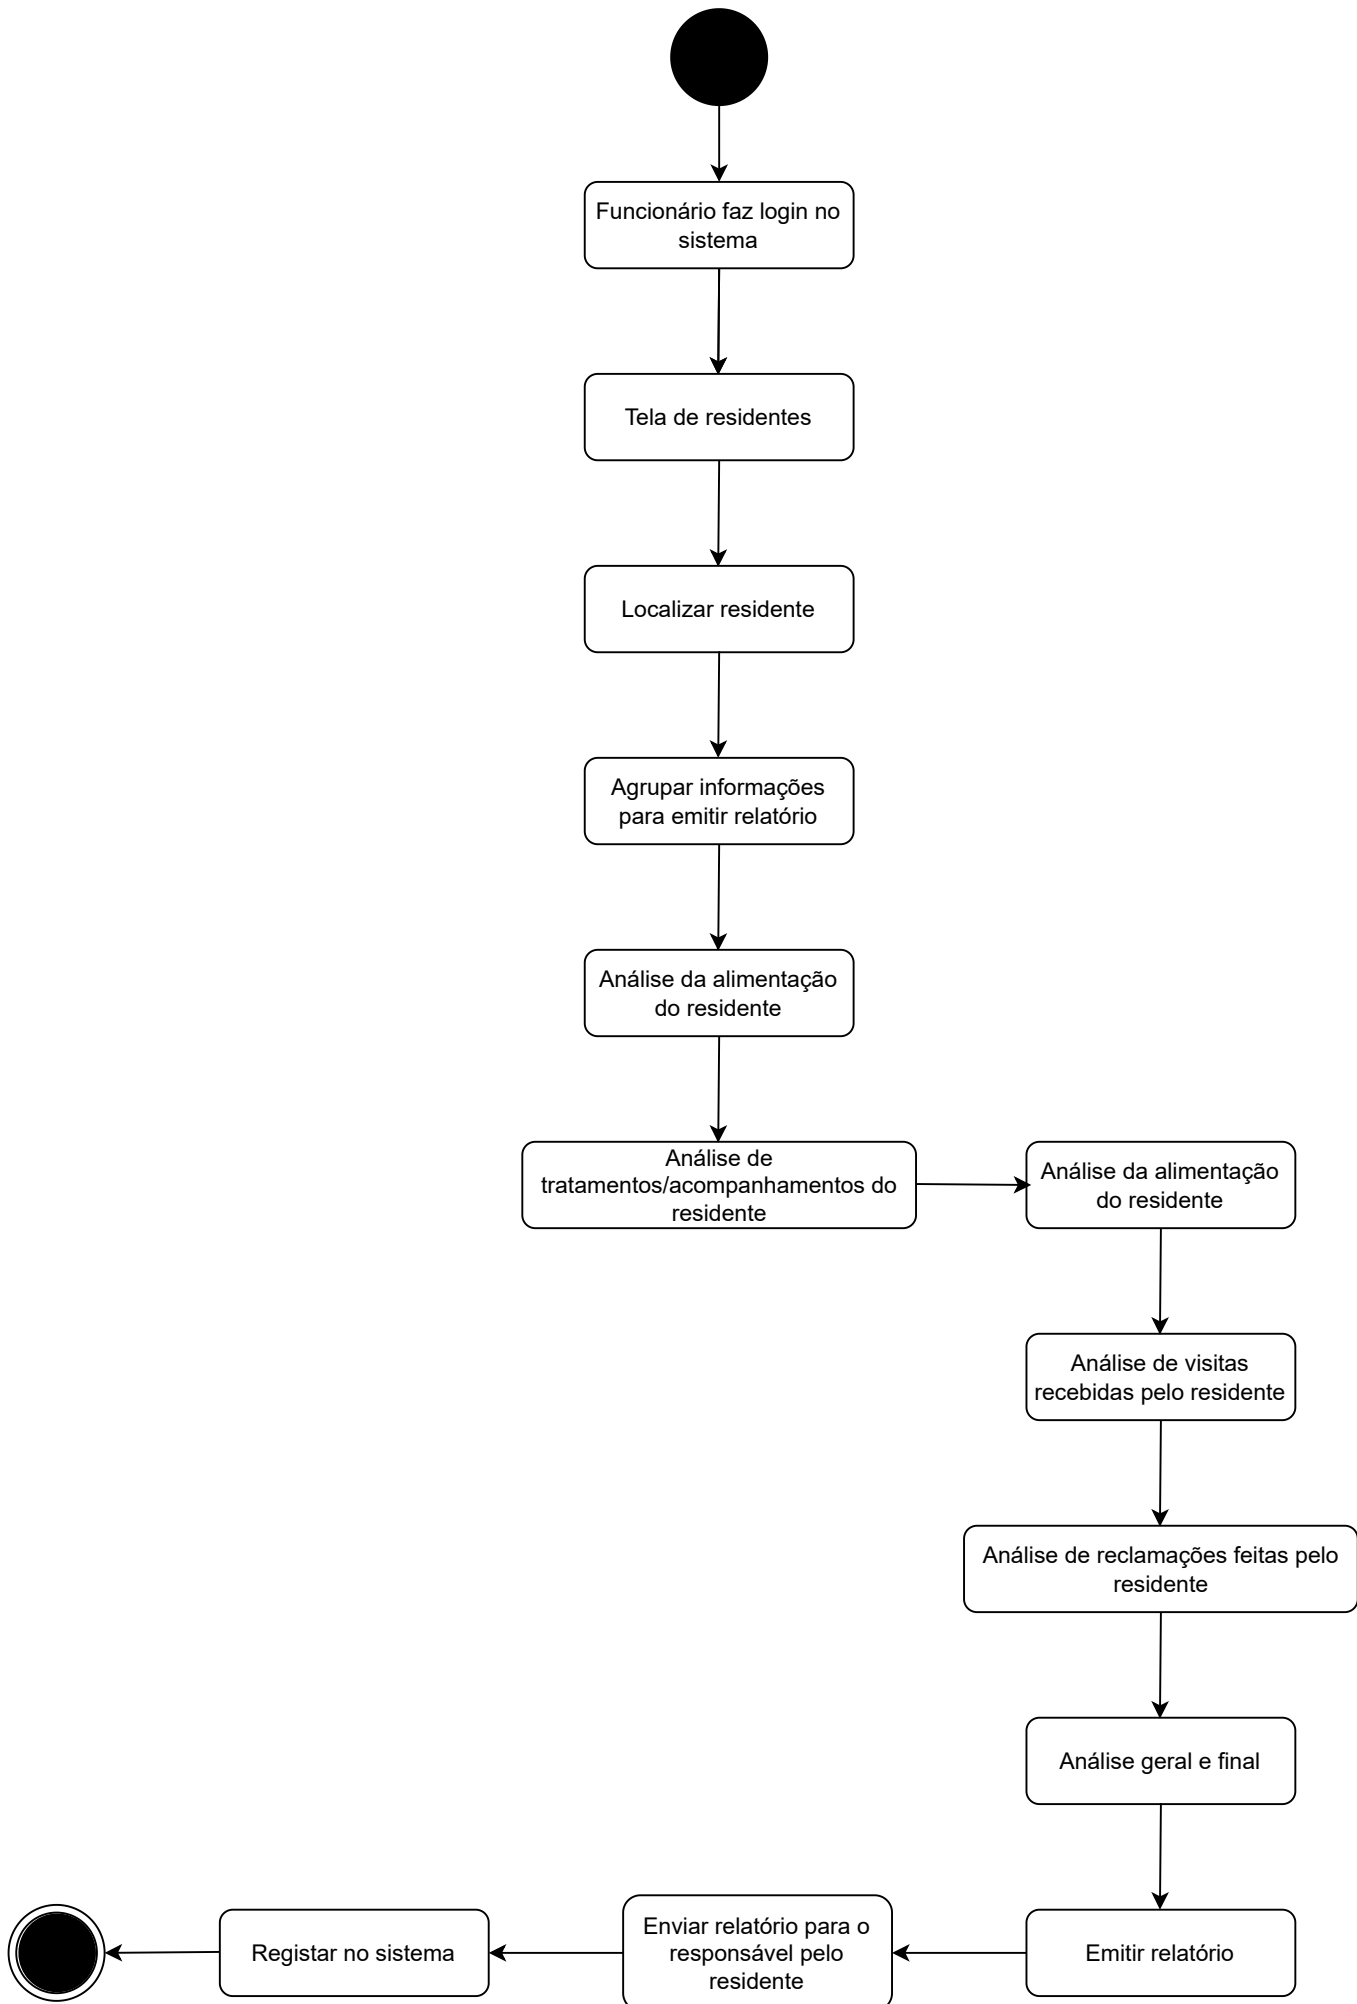 Funcionário faz login no
sistema
Tela de residentes
Localizar residente
Agrupar informações
para emitir relatório
Análise da alimentação
do residente
Análise de
tratamentos/acompanhamentos do
residente
Análise da alimentação
do residente
Análise de visitas
recebidas pelo residente
Análise de reclamações feitas pelo
residente
Análise geral e final
Emitir relatório
Enviar relatório para o
responsável pelo
residente
Registar no sistema